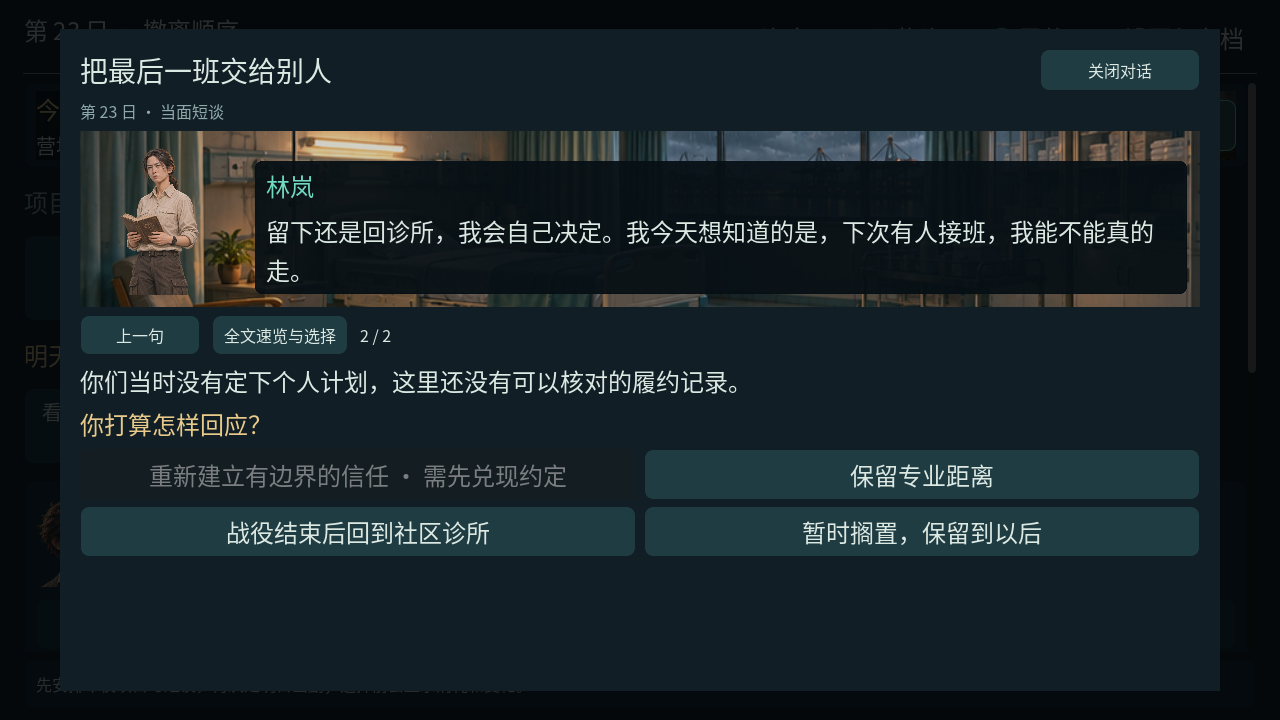 把最后一班交给别人
关闭对话
第 23 日 · 当面短谈
林岚
留下还是回诊所，我会自己决定。我今天想知道的是，下次有人接班，我能不能真的
走。
上一句
全文速览与选择
2 / 2
你们当时没有定下个人计划，这里还没有可以核对的履约记录。
你打算怎样回应？
重新建立有边界的信任 · 需先兑现约定
保留专业距离
战役结束后回到社区诊所
暂时搁置，保留到以后